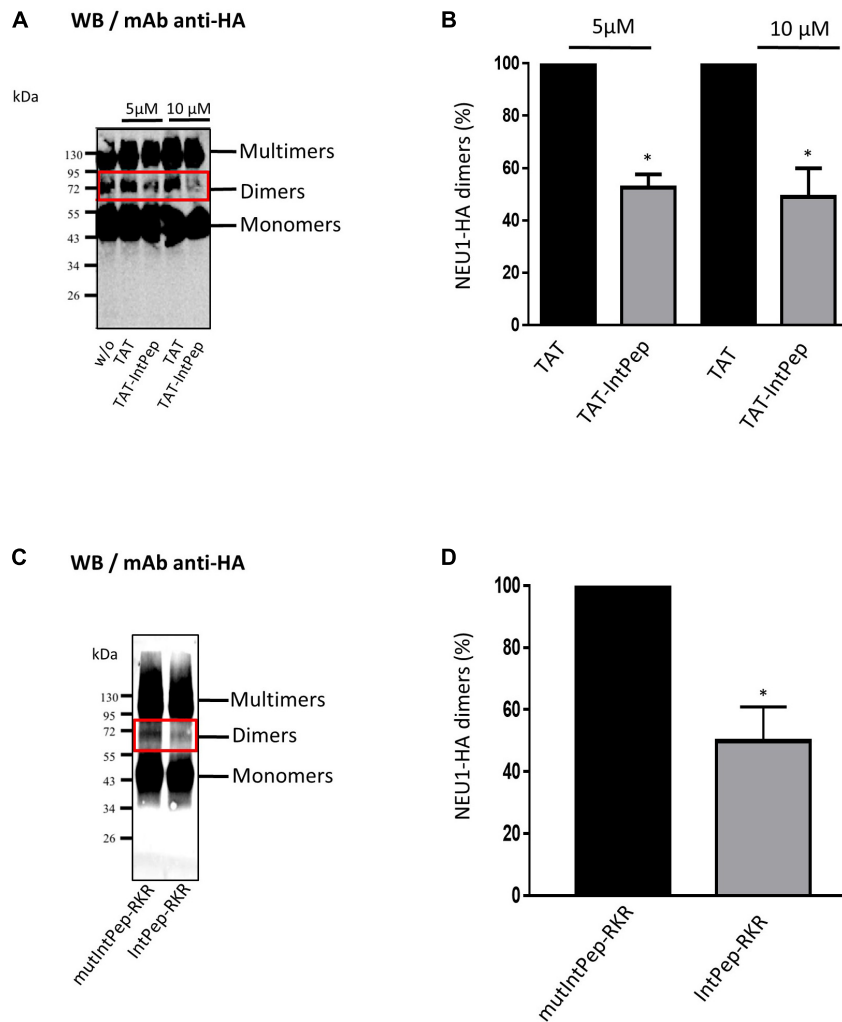 A WB / mAb anti-HA
kDa
5µM 10 µM
130
95
72
55
43
34
26
Multimers
Dimers
Monomers
w/o
TAT
TAT-IntPep
TAT
TAT-IntPep
B
5µM 10 µM
NEU1-HA dimers (%)
100
80
60
40
20
0
* *
TAT
TAT-IntPep
TAT
TAT-IntPep
C WB / mAb anti-HA
kDa
130
95
72
55
43
34
26
Multimers
Dimers
Monomers
mutIntPep-RKR
IntPep-RKR
D
NEU1-HA dimers (%)
100
80
60
40
20
0
*
mutIntPep-RKR
IntPep-RKR